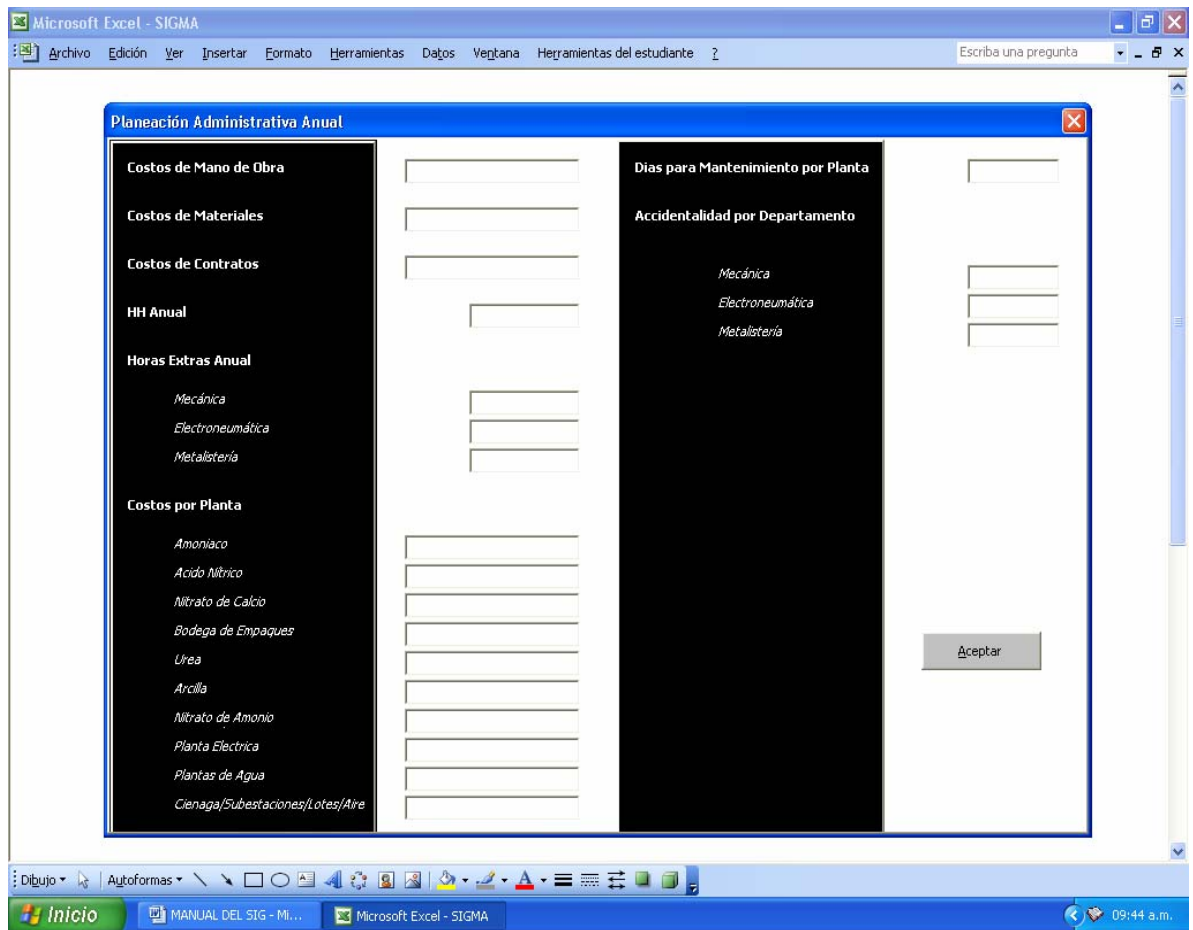 Microsoft Excel - SIGMA
Archivo Edición Ver Insertar Formato Herramientas Datos Ventana Herramientas del estudiante ? Escriba una pregunta
Planeación Administrativa Anual
Costos de Mano de Obra
Costos de Materiales
Costos de Contratos
HH Anual
Horas Extras Anual
Mecánica
Electroneumática
Metalistería
Costos por Planta
Amoniaco
Acido Nítrico
Nitrato de Calcio
Bodega de Empaques
Urea
Arcilla
Nitrato de Amonio
Planta Electrica
Plantas de Agua
Cienaga/Subestaciones/Lotes/Aire
Dias para Mantenimiento por Planta
Accidentalidad por Departamento
Mecánica
Electroneumática
Metalistería
Aceptar
Dibujo Autoformas
Inicio MANUAL DEL SIG - Mi... Microsoft Excel - SIGMA 09:44 a.m.